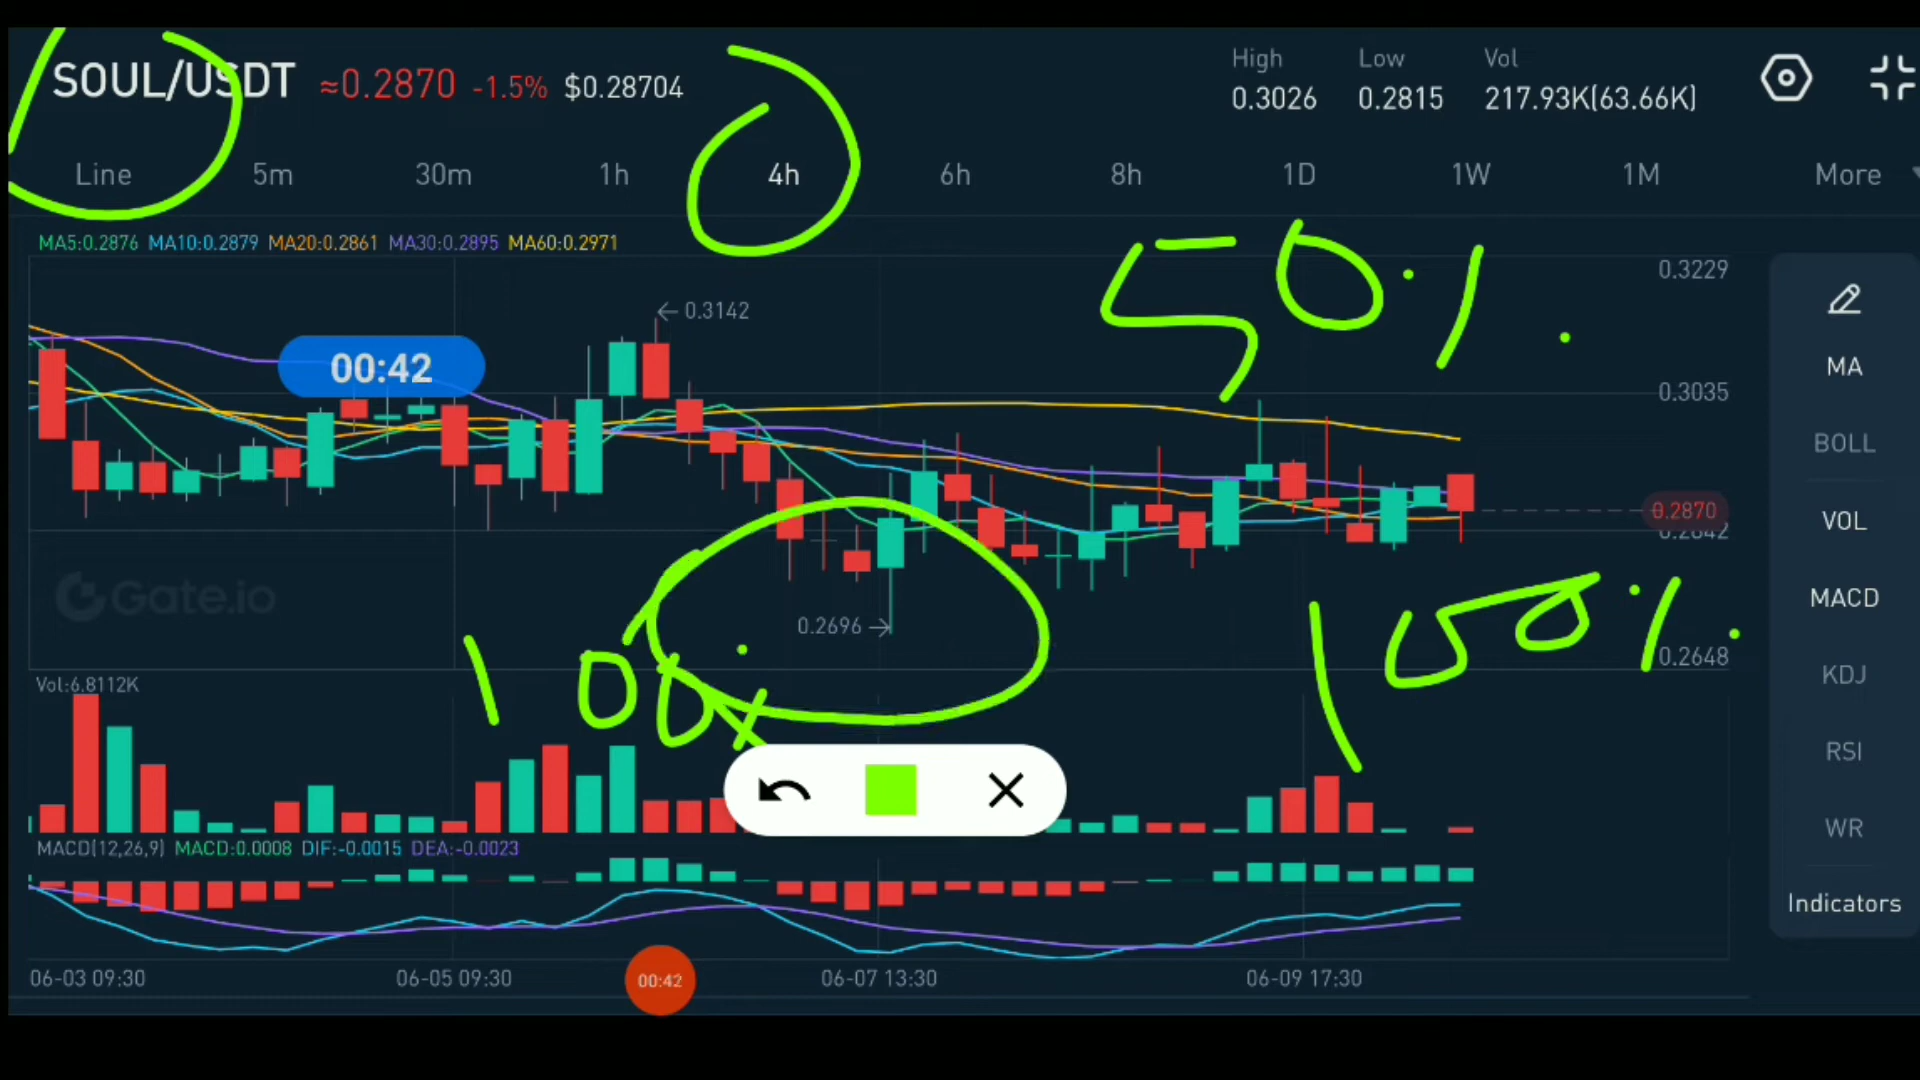 SOUL/USDT ≈0.2870 -1.5% $0.28704
High Low Vol
0.3026 0.2815 217.93K(63.66K)
Line 5m 30m 1h 4h 6h 8h 1D 1W 1M More
MA5:0.2876 MA10:0.2879 MA20:0.2861 MA30:0.2895 MA60:0.2971
50%.
0.3229
←0.3142
00:42
0.3035
0.2870
0.2842
Gate.io
0.2696→
100%
100%.
0.2648
MA
BOLL
VOL
MACD
KDJ
RSI
WR
Indicators
Vol:6.8112K
MACD(12,26,9) MACD:0.0008 DIF:-0.0015 DEA:-0.0023
06-03 09:30 06-05 09:30 00:42 06-07 13:30 06-09 17:30